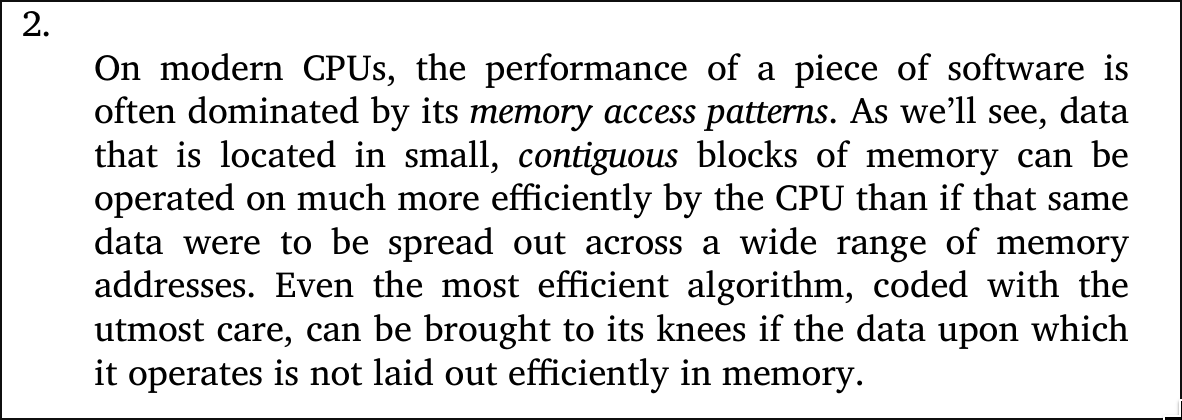 2.
On modern CPUs, the performance of a piece of software is
often dominated by its memory access patterns. As we’ll see, data
that is located in small, contiguous blocks of memory can be
operated on much more efficiently by the CPU than if that same
data were to be spread out across a wide range of memory
addresses. Even the most efficient algorithm, coded with the
utmost care, can be brought to its knees if the data upon which
it operates is not laid out efficiently in memory.